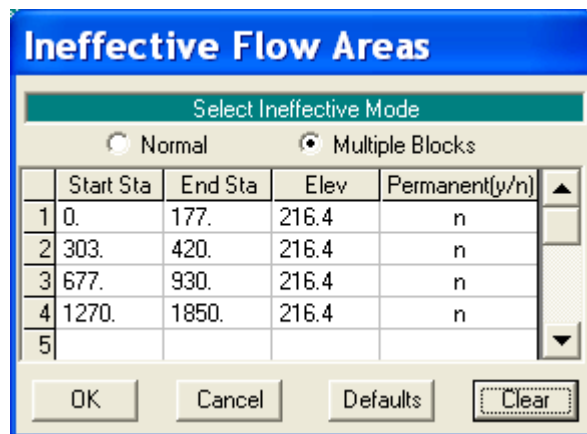 Ineffective Flow Areas
Select Ineffective Mode
Normal Multiple Blocks
Start Sta End Sta Elev Permanent(y/n)
1 0. 177. 216.4 n
2 303. 420. 216.4 n
3 677. 930. 216.4 n
4 1270. 1850. 216.4 n
5
OK Cancel Defaults Clear